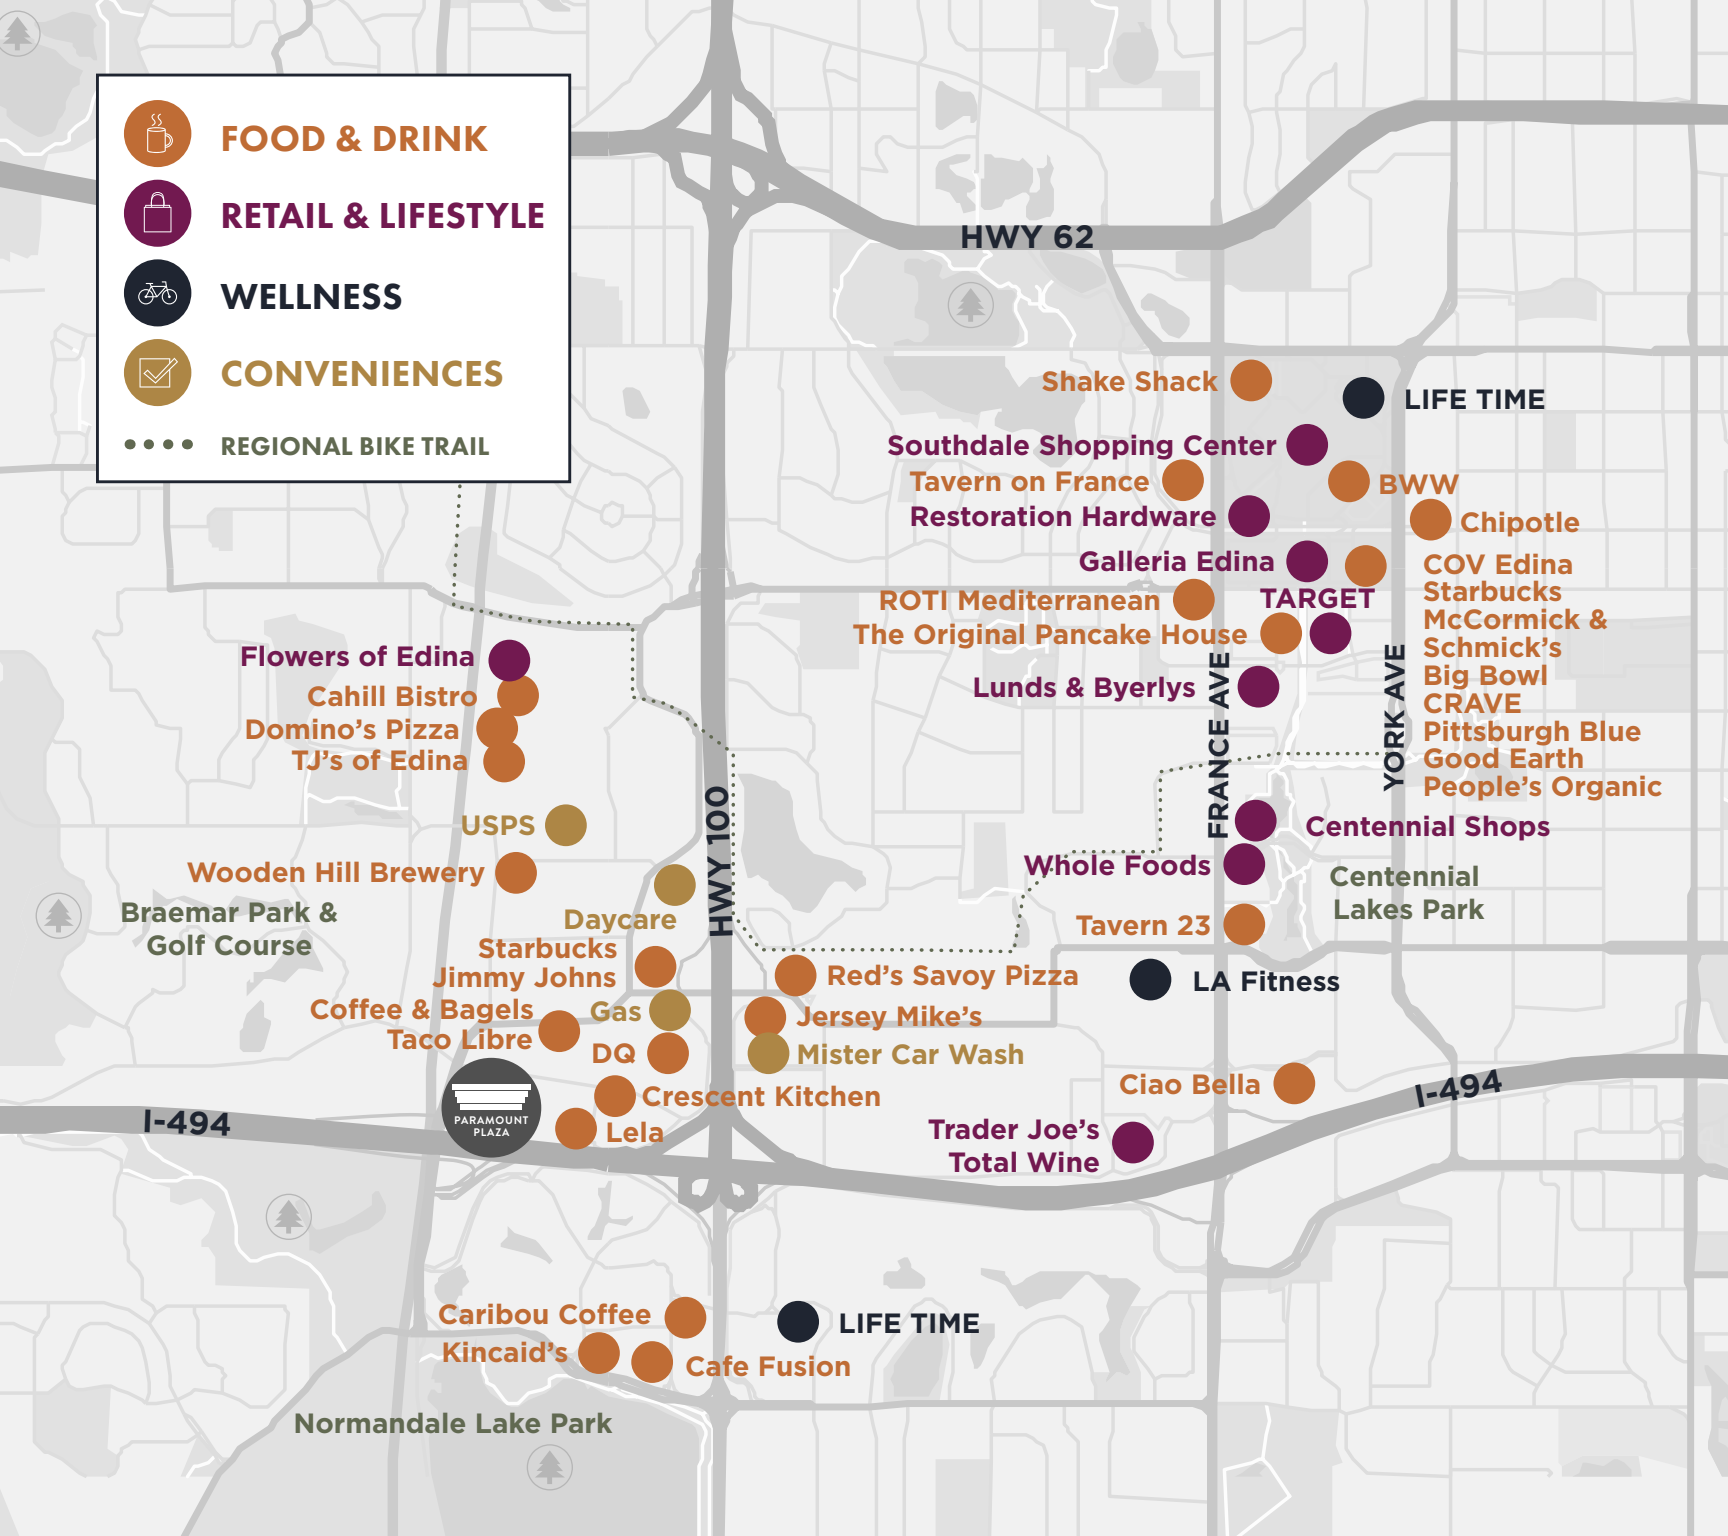 FOOD & DRINK
RETAIL & LIFESTYLE
WELLNESS
CONVENIENCES
REGIONAL BIKE TRAIL
HWY 62
Shake Shack
LIFE TIME
Southdale Shopping Center
Tavern on France
BWW
Restoration Hardware
Chipotle
Galleria Edina
COV Edina
Starbucks
McCormick &
Schmick's
Big Bowl
CRAVE
Pittsburgh Blue
Good Earth
People's Organic
ROTI Mediterranean
TARGET
The Original Pancake House
Lunds & Byerlys
FRANCE AVE
YORK AVE
Flowers of Edina
Cahill Bistro
Domino's Pizza
TJ's of Edina
USPS
HWY 100
Centennial Shops
Whole Foods
Centennial
Lakes Park
Wooden Hill Brewery
Braemar Park &
Golf Course
Daycare
Tavern 23
Starbucks
Jimmy Johns
Red's Savoy Pizza
LA Fitness
Coffee & Bagels
Taco Libre
Gas
Jersey Mike's
DQ
Mister Car Wash
Crescent Kitchen
Ciao Bella
I-494
I-494
PARAMOUNT
PLAZA
Lela
Trader Joe's
Total Wine
Caribou Coffee
LIFE TIME
Kincaid's
Cafe Fusion
Normandale Lake Park